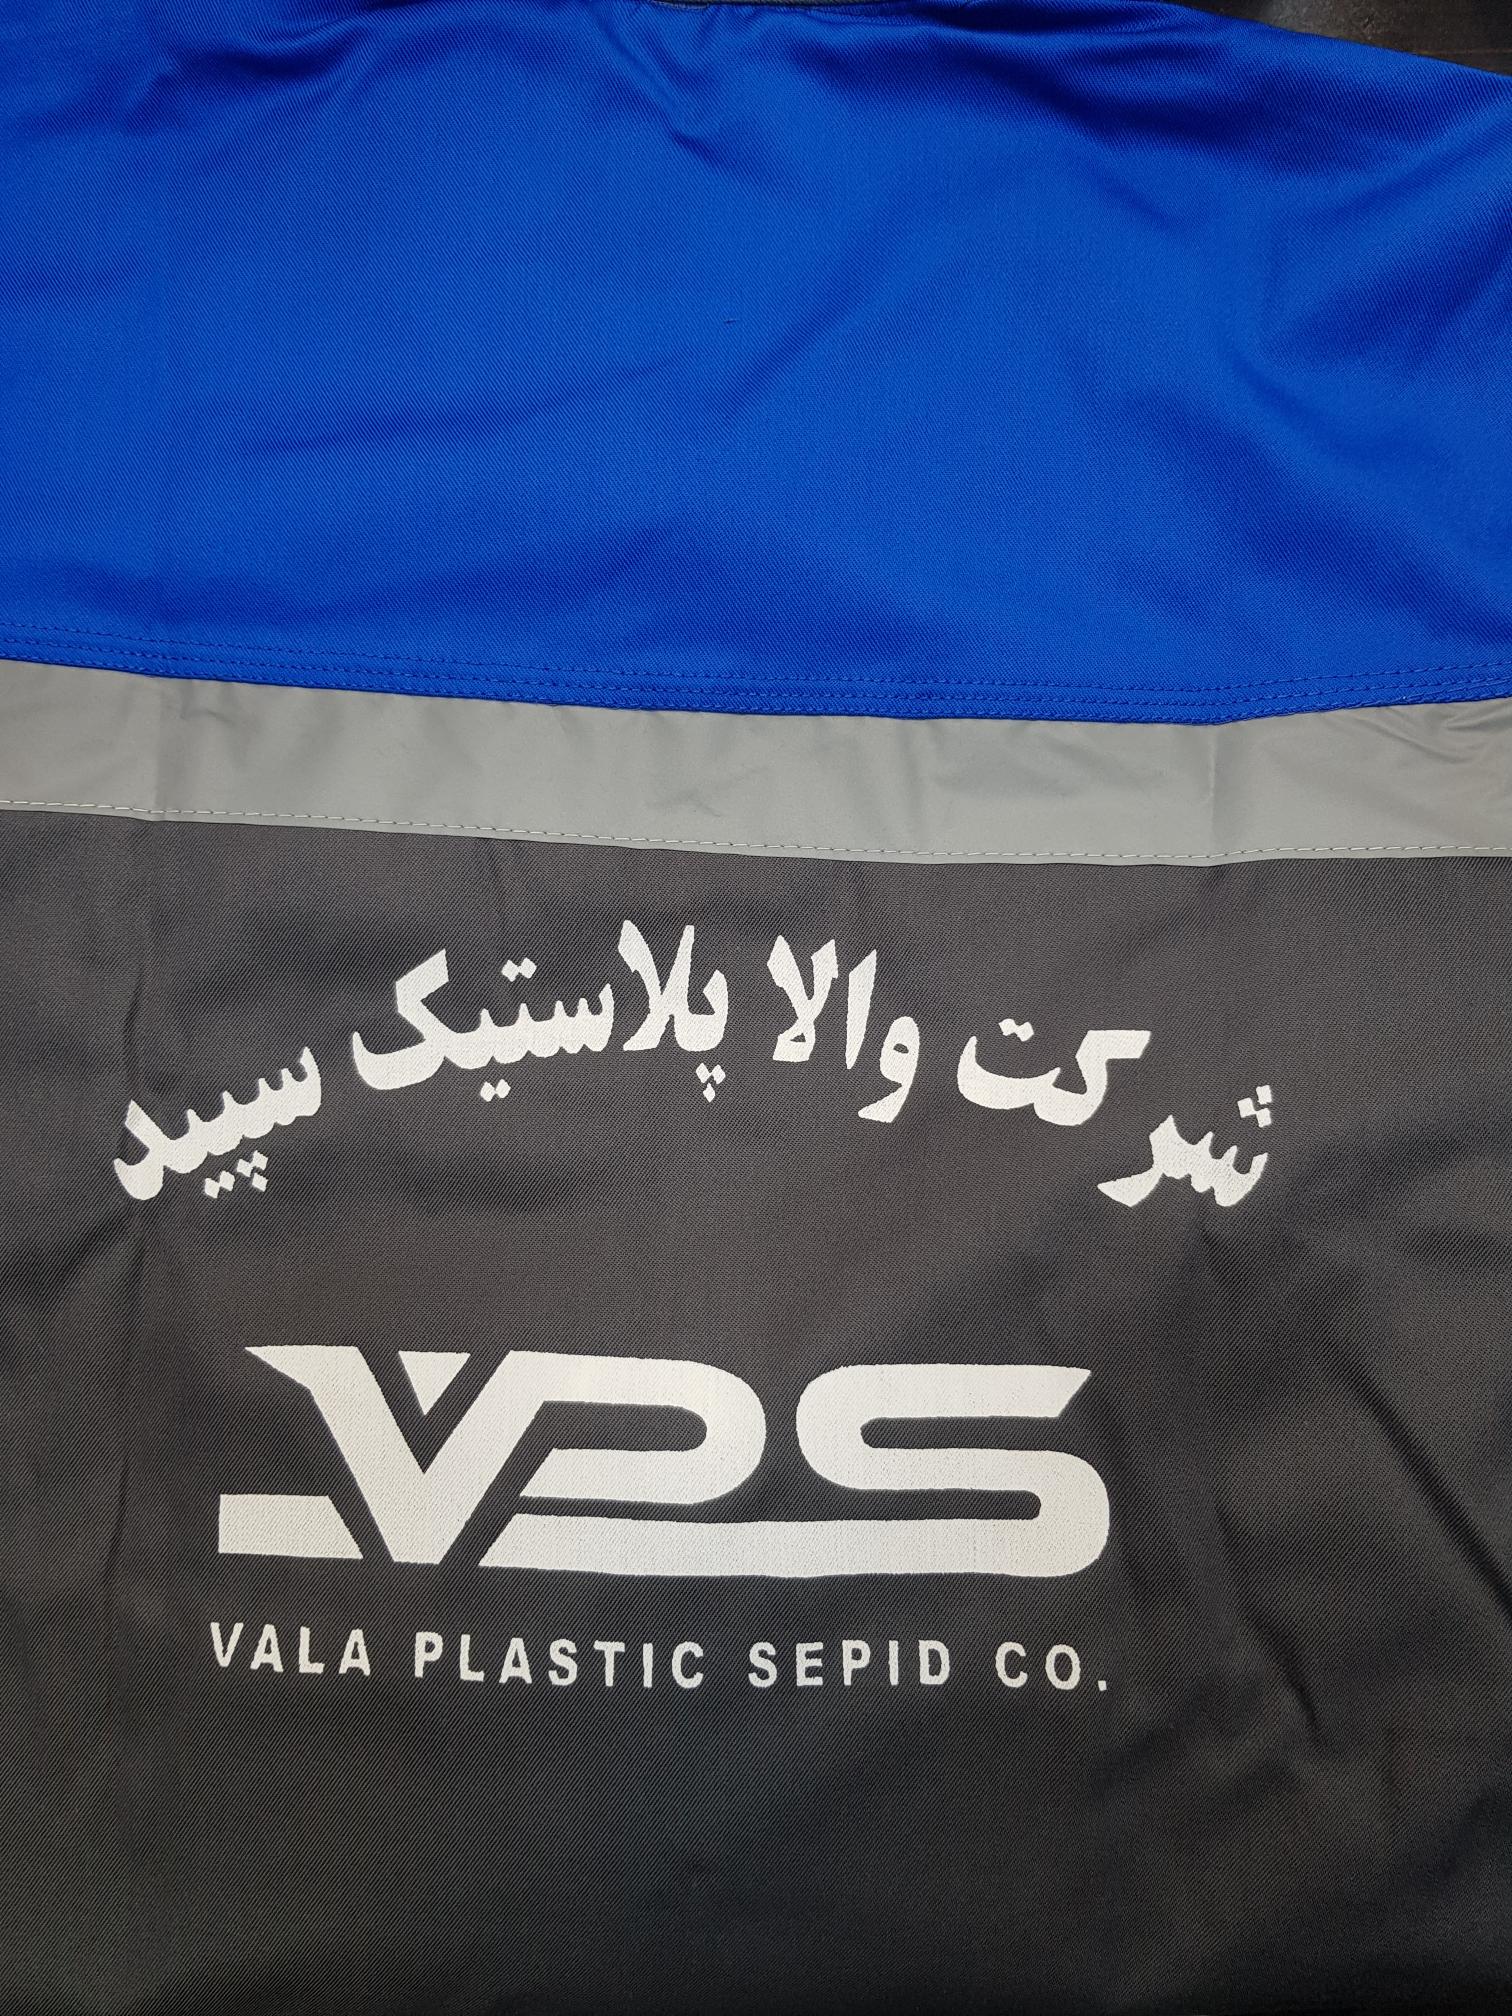 شرکت والا پلاستیک سپید
VPS
VALA PLASTIC SEPID CO.